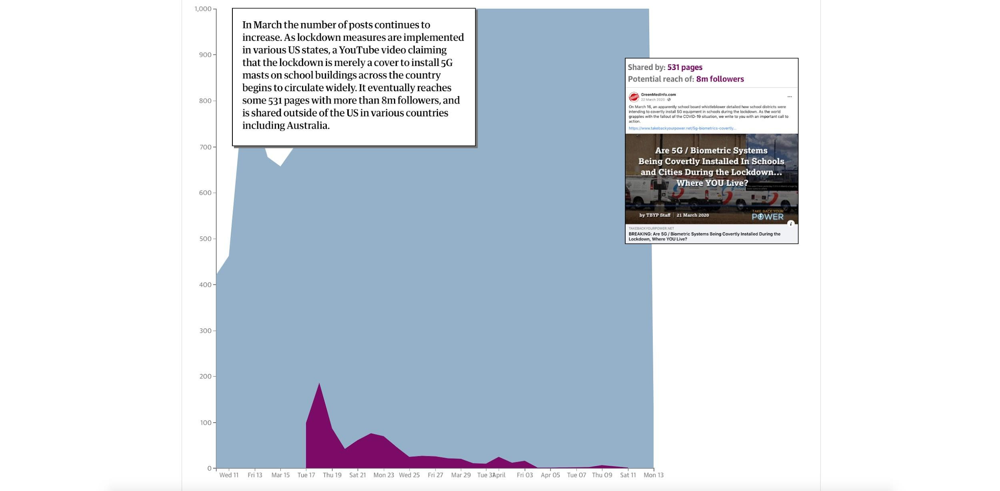 1,000
900
800
700
600
500
400
300
200
100
0
In March the number of posts continues to
increase. As lockdown measures are implemented
in various US states, a YouTube video claiming
that the lockdown is merely a cover to install 5G
masts on school buildings across the country
begins to circulate widely. It eventually reaches
some 531 pages with more than 8m followers, and
is shared outside of the US in various countries
including Australia.
Shared by: 531 pages
Potential reach of: 8m followers
CENSORED
GreenMedInfo.com
22 March 2020
On March 16, an apparently school board whistleblower detailed how school districts were
intending to covertly install 5G equipment in schools during the lockdown. As the world
grapples with the fallout of the COVID-19 situation, we write to you with an important call to
action.
https://www.takebackyourpower.net/5g-biometrics-covertly...
Are 5G / Biometric Systems
Being Covertly Installed In Schools
and Cities During the Lockdown...
Where YOU Live?
by TBYP Staff | 21 March 2020
TAKE BACK YOUR
POWER
TAKEBACKYOURPOWER.NET
BREAKING: Are 5G / Biometric Systems Being Covertly Installed During the
Lockdown, Where YOU Live?
Wed 11 Fri 13 Mar 15 Tue 17 Thu 19 Sat 21 Mon 23 Wed 25 Fri 27 Mar 29 Tue 31 April Fri 03 Apr 05 Tue 07 Thu 09 Sat 11 Mon 13